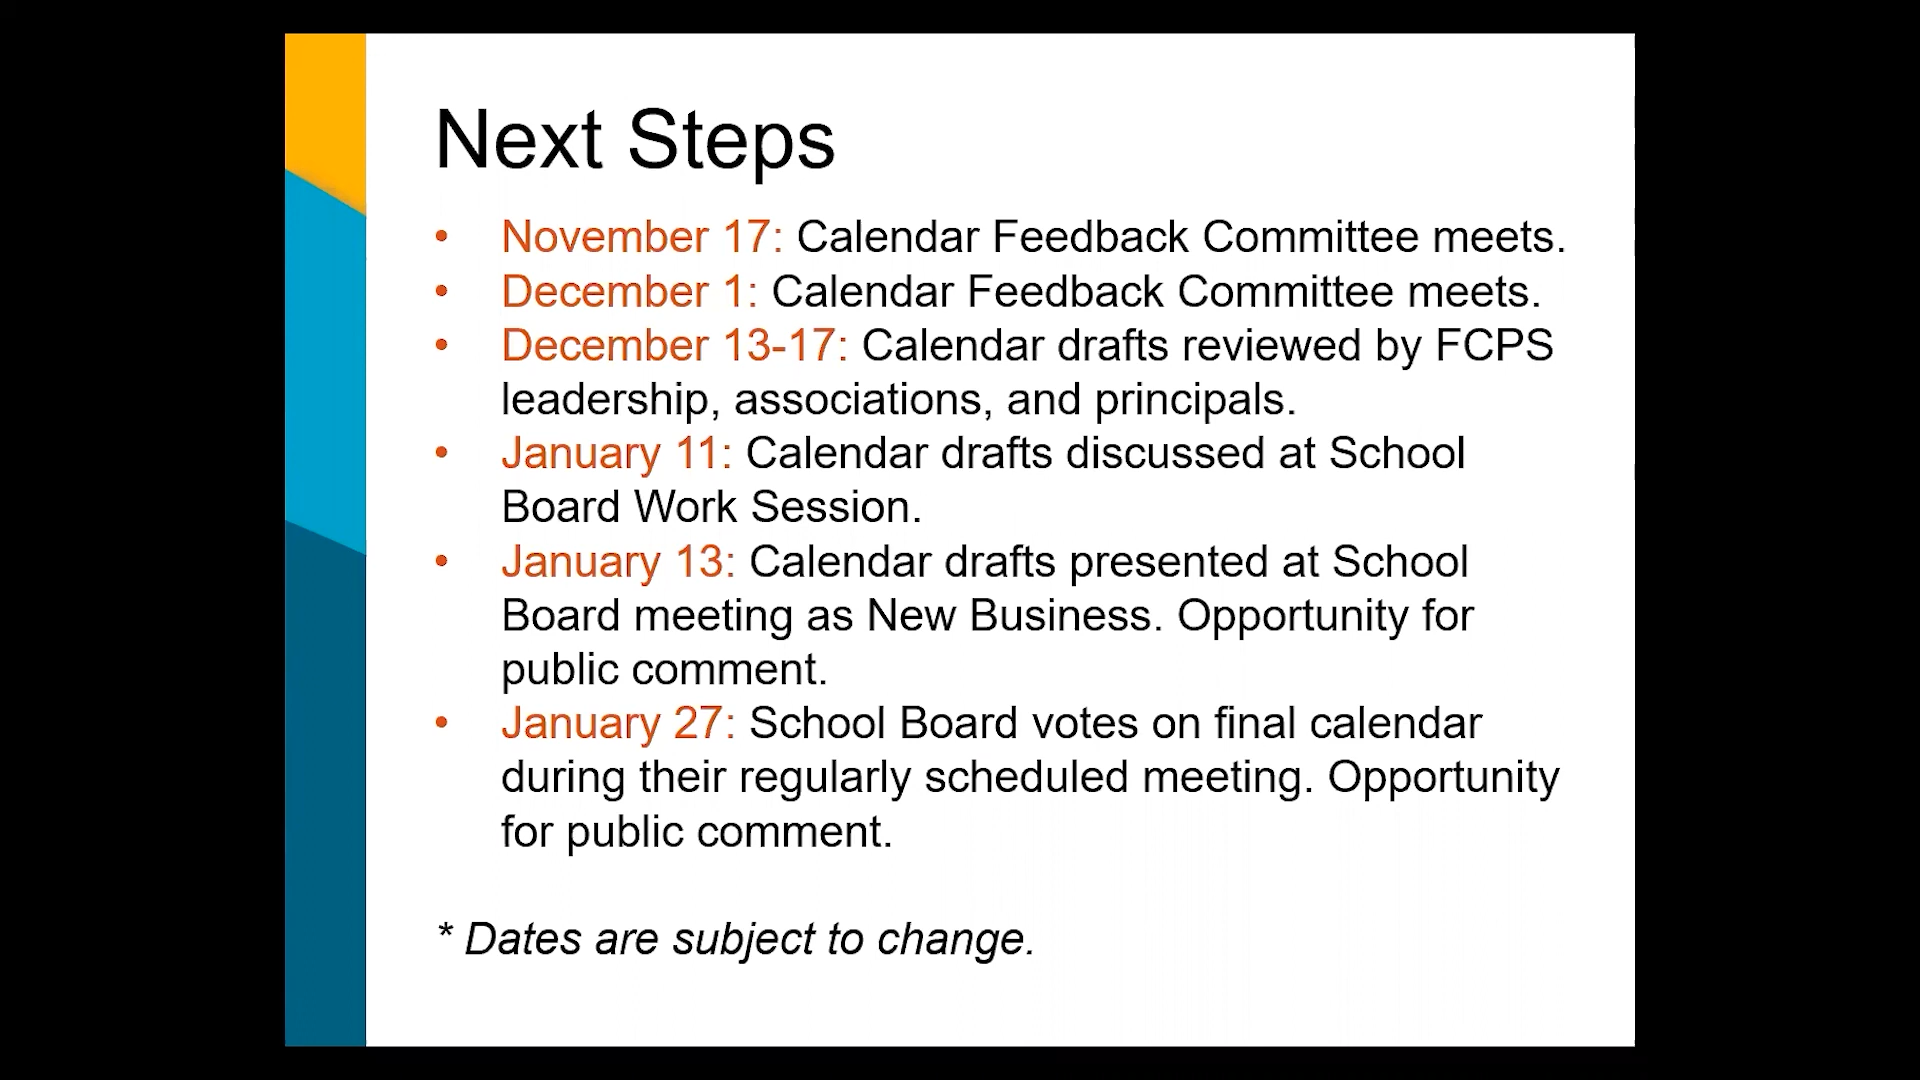 Next Steps
• November 17: Calendar Feedback Committee meets.
• December 1: Calendar Feedback Committee meets.
• December 13-17: Calendar drafts reviewed by FCPS
leadership, associations, and principals.
• January 11: Calendar drafts discussed at School
Board Work Session.
• January 13: Calendar drafts presented at School
Board meeting as New Business. Opportunity for
public comment.
• January 27: School Board votes on final calendar
during their regularly scheduled meeting. Opportunity
for public comment.
* Dates are subject to change.